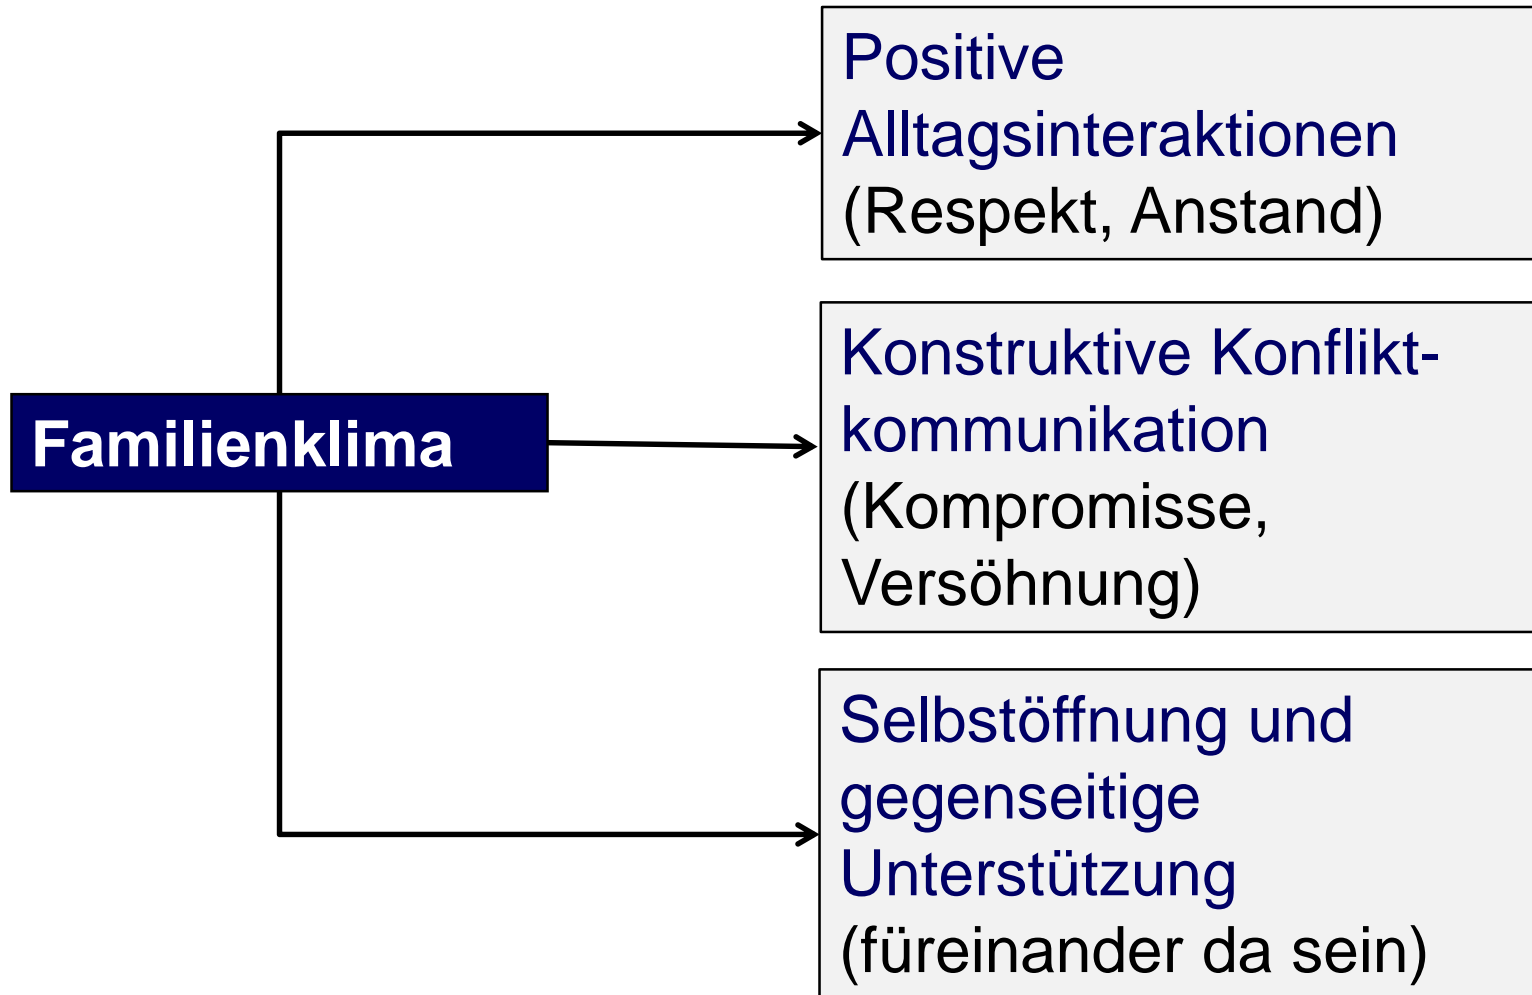 Positive
Alltagsinteraktionen
(Respekt, Anstand)
Familienklima
Konstruktive Konflikt-
kommunikation
(Kompromisse,
Versöhnung)
Selbstöffnung und
gegenseitige
Unterstützung
(füreinander da sein)